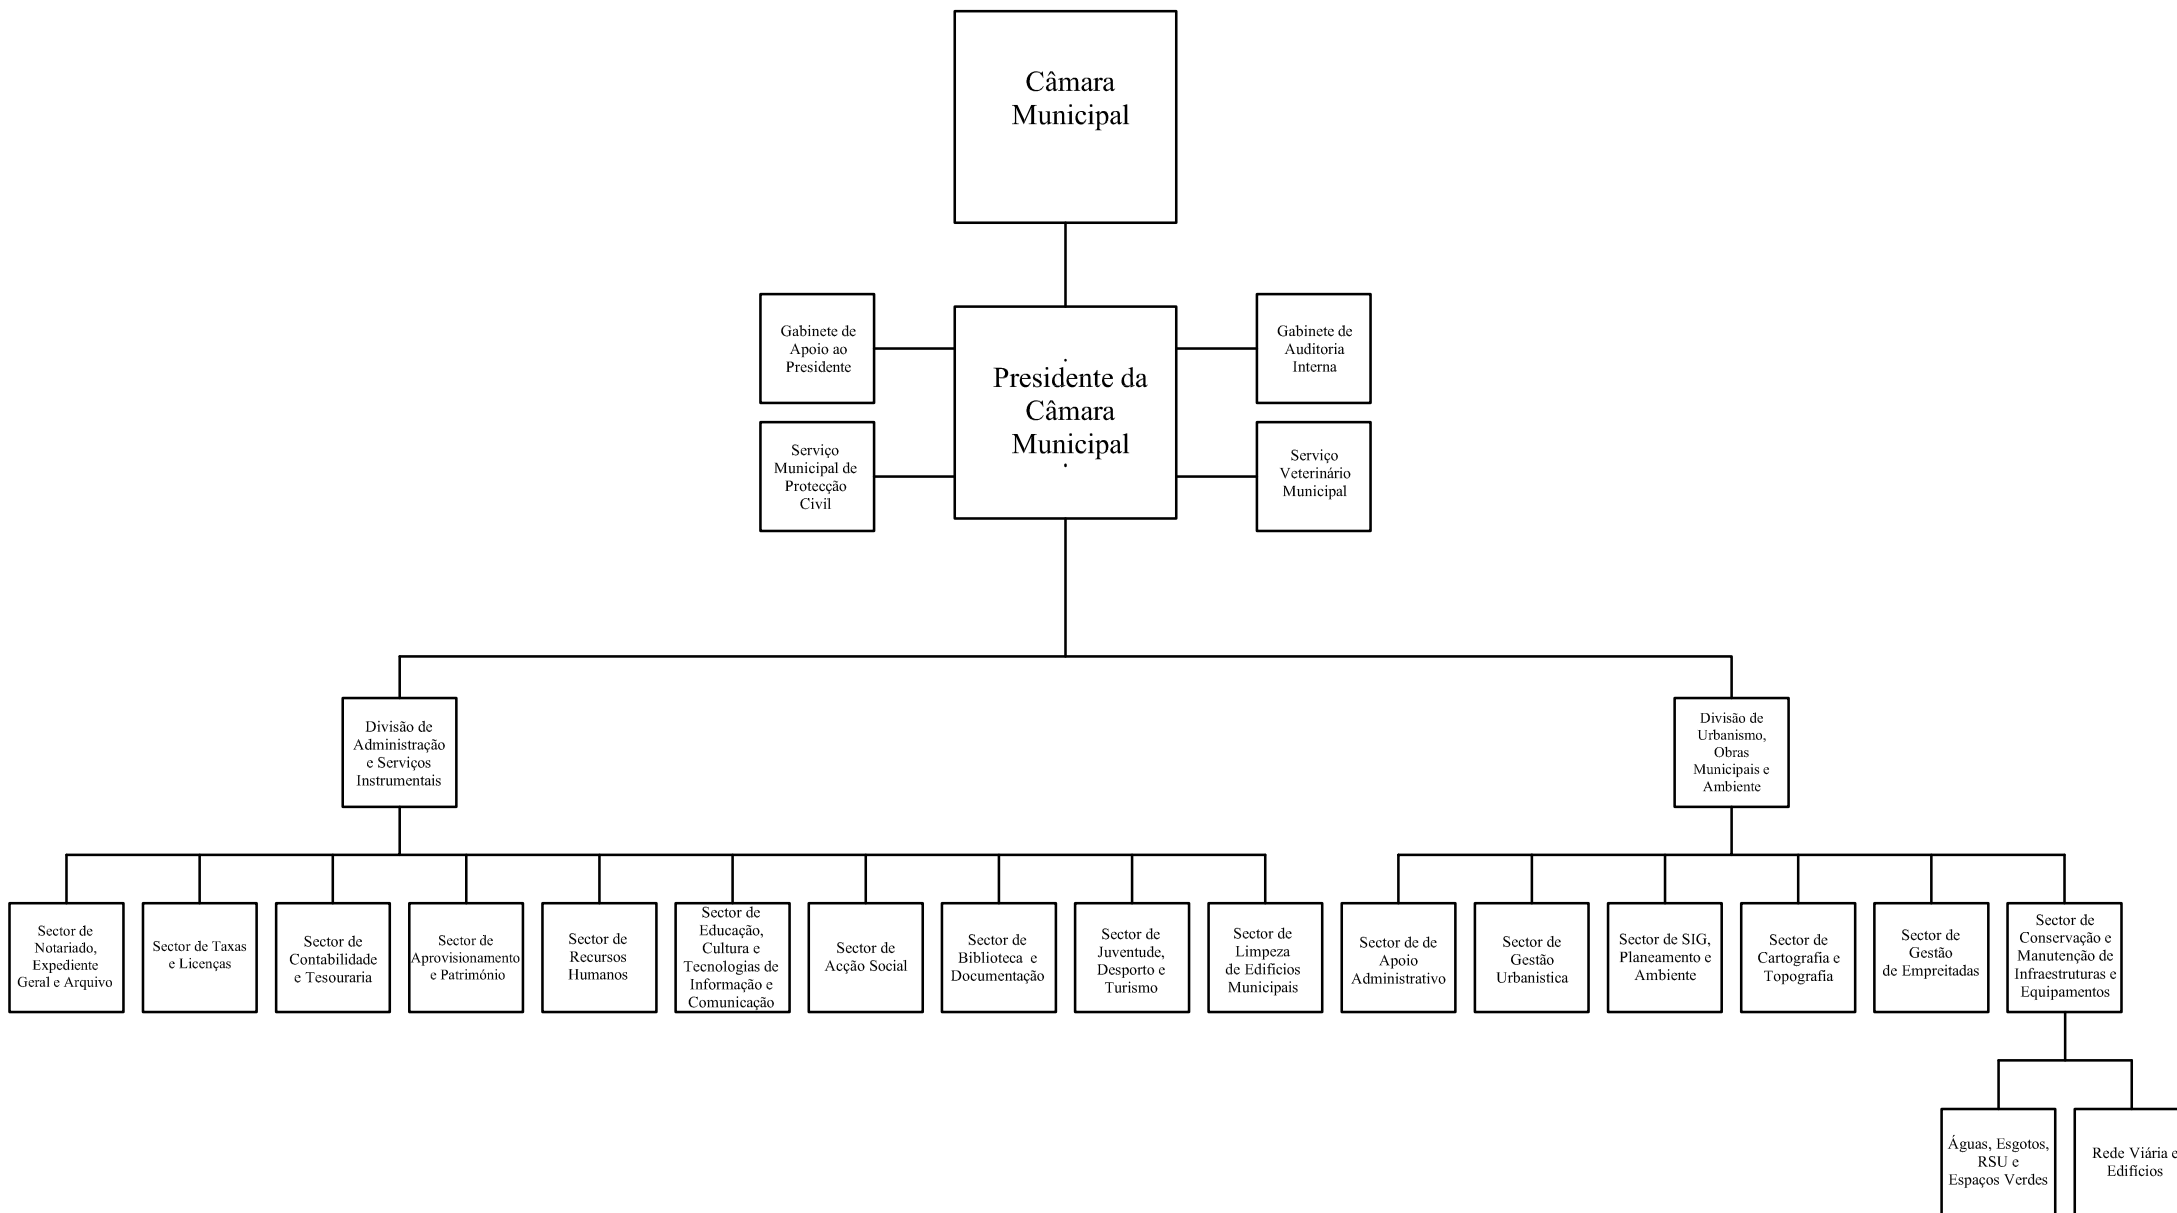 Câmara
Municipal
Gabinete de
Apoio ao
Presidente
.
Presidente da
Câmara
Municipal
.
Gabinete de
Auditoria
Interna
Serviço
Municipal de
Protecção
Civil
Serviço
Veterinário
Municipal
Divisão de
Administração
e Serviços
Instrumentais
Divisão de
Urbanismo,
Obras
Municipais e
Ambiente
Sector de
Notariado,
Expediente
Geral e Arquivo
Sector de Taxas
e Licenças
Sector de
Contabilidade
e Tesouraria
Sector de
Aprovisionamento
e Património
Sector de
Recursos
Humanos
Sector de
Educação,
Cultura e
Tecnologias de
Informação e
Comunicação
Sector de
Acção Social
Sector de
Biblioteca e
Documentação
Sector de
Juventude,
Desporto e
Turismo
Sector de
Limpeza
de Edifícios
Municipais
Sector de de
Apoio
Administrativo
Sector de
Gestão
Urbanistica
Sector de SIG,
Planeamento e
Ambiente
Sector de
Cartografia e
Topografia
Sector de
Gestão
de Empreitadas
Sector de
Conservação e
Manutenção de
Infraestruturas e
Equipamentos
Águas, Esgotos,
RSU e
Espaços Verdes
Rede Viária e
Edifícios